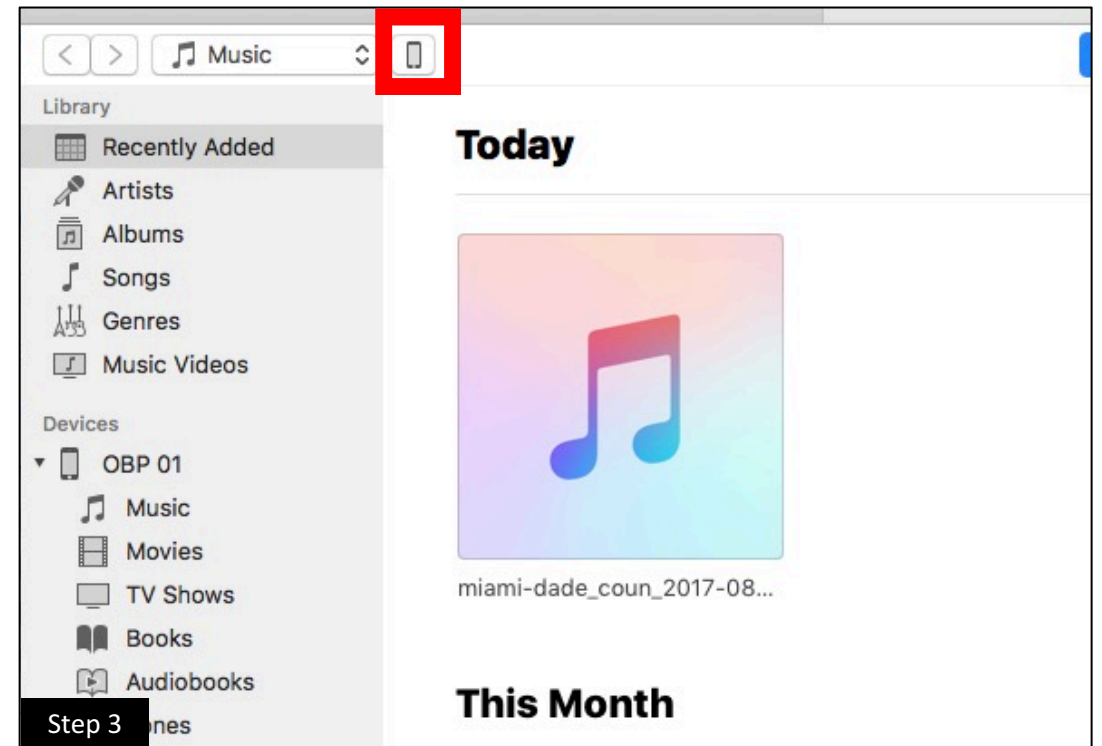 Music
Library
Recently Added
Artists
Albums
Songs
Genres
Music Videos
Devices
OBP 01
Music
Movies
TV Shows
Books
Audiobooks
Step 3
nes
Today
miami-dade_coun_2017-08...
This Month